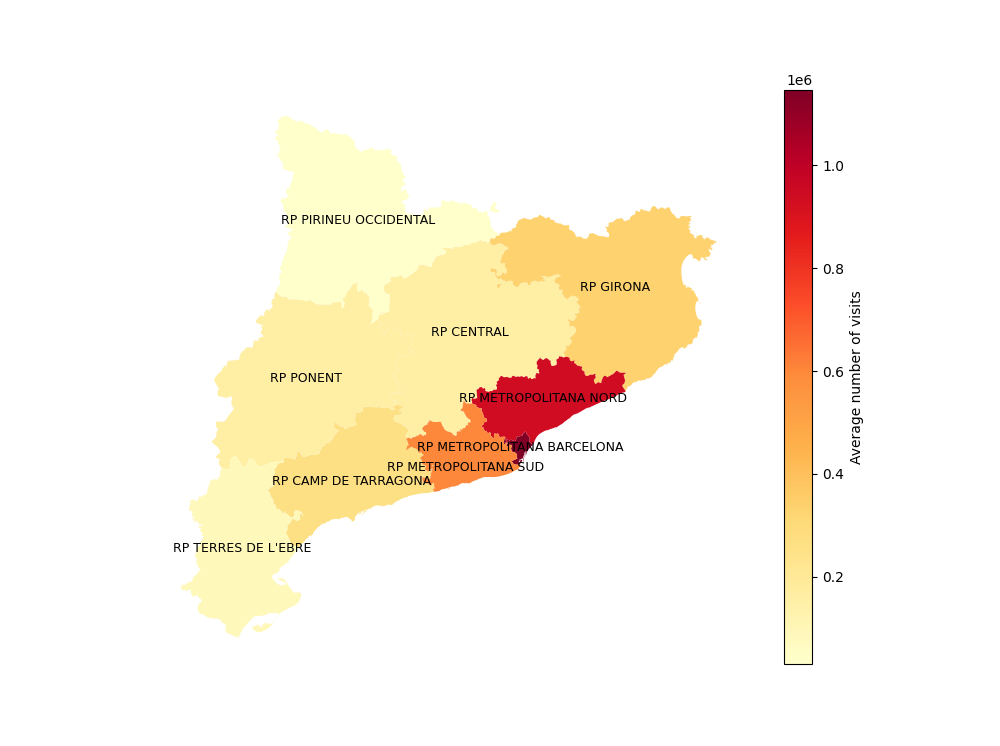 1e6
RP PIRINEU OCCIDENTAL
RP GIRONA
RP CENTRAL
RP PONENT
RP METROPOLITANA NORD
RP METROPOLITANA BARCELONA
RP METROPOLITANA SUD
RP CAMP DE TARRAGONA
RP TERRES DE L'EBRE
1.0
0.8
0.6
0.4
0.2
Average number of visits